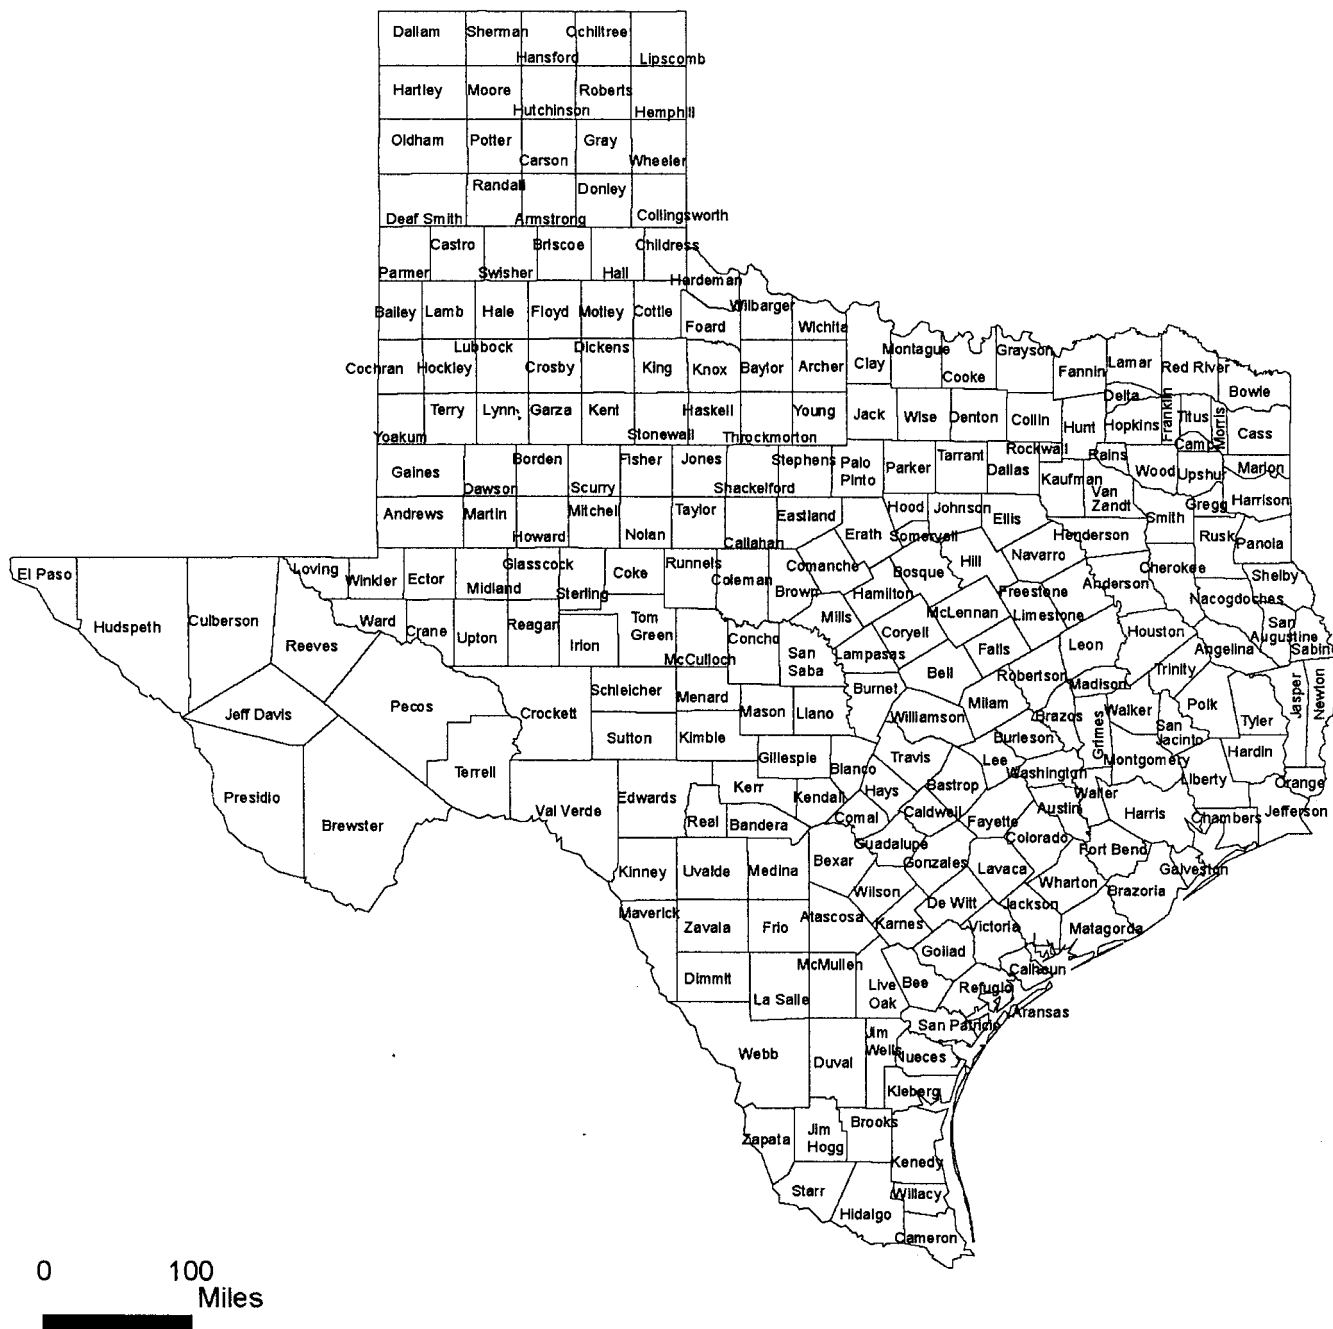 Dallam Sherman Ochiltree
Hansford Lipscomb
Hartley Moore Roberts
Hutchinson Hemphill
Oldham Potter Gray
Carson Wheeler
Randall Donley
Deaf Smith Armstrong Collingsworth
Castro Briscoe Childress
Parmer Swisher Hall
Hardeman
Bailey Lamb Hale Floyd Motley Cottle Wilbarger
Foard Wichita
Lubbock Dickens Montague Grayson
Cochran Hockley Crosby King Knox Baylor Archer Clay Cooke Fannin Lamar Red River
Bowie
Delta
Terry Lynn Garza Kent Haskell Young Jack Wise Denton Collin Hunt Hopkins Franklin Titus Morris
Yoakum Stonewall Throckmorton Camp Cass
Rockwall Rains
Borden Fisher Jones Stephens Palo
Pinto Parker Tarrant Dallas
Gaines Wood Upshur Marion
Dawson Scurry Shackelford Kaufman Van
Zandt
Gregg Harrison
Andrews Martin Mitchell Taylor Eastland Hood Johnson Ellis Smith
Howard Nolan Callahan Erath Somervell Henderson Rusk Panola
Navarro
El Paso Loving Winkler Ector Glasscock Coke Runnels Comanche Bosque Hill Cherokee
Midland Sterling Coleman Brown Hamilton Freestone Anderson Shelby
Nacogdoches
Hudspeth Culberson Ward Crane Upton Reagan Tom
Green Mills McLennan Limestone
San
Augustine
Reeves Irion Concho Coryell Houston
McCulloch San
Saba Lampasas Falls Leon Angelina Sabine
Bell Robertson Trinity
Schleicher Menard Burnet Madison
Jeff Davis Pecos Crockett Mason Llano Williamson Milam Brazos Grimes Walker San
Jacinto Polk Tyler Jasper Newton
Sutton Kimble Burleson
Gillespie Blanco Travis Lee Montgomery Hardin
Terrell Washington Liberty
Presidio Edwards Kerr Kendall Hays Bastrop Waller Orange
Brewster Val Verde Real Bandera Comal Caldwell Fayette Austin Harris Chambers Jefferson
Guadalupe Colorado
Kinney Uvalde Medina Bexar Gonzales Lavaca Fort Bend Galveston
Wilson Wharton Brazoria
Maverick Zavala Frio Atascosa Karnes De Witt Jackson
Victoria Matagorda
Goliad
McMullen
Dimmit La Salle Live
Oak Bee Refugio Calhoun
Aransas
San Patricio
Webb Duval Jim
Wells Nueces
Kleberg
Zapata Jim
Hogg Brooks
Kenedy
Starr Willacy
Hidalgo
Cameron
0 100
Miles